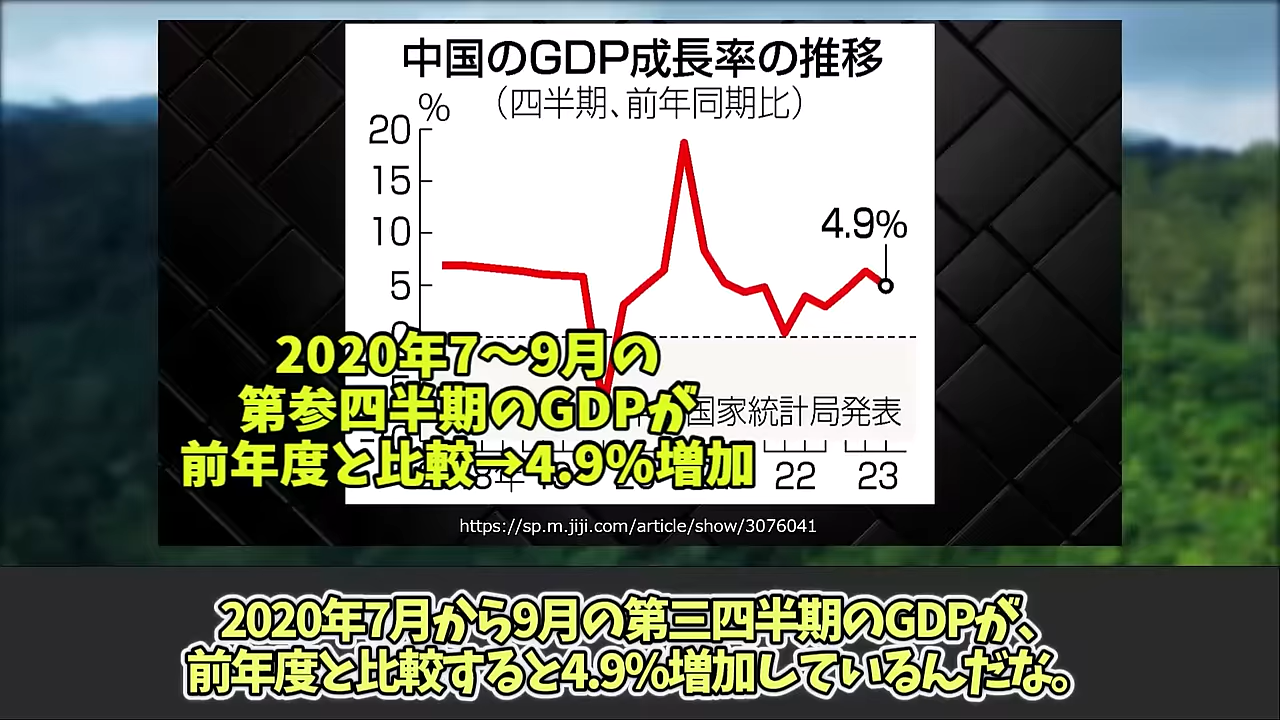 中国のGDP成長率の推移
%
（四半期、前年同期比）
20
15
10
5
0
4.9%
2020年7〜9月の
第参四半期のGDPが
前年度と比較→4.9%増加
国家統計局発表
22
23
https://sp.m.jiji.com/article/show/3076041
2020年7月から9月の第三四半期のGDPが、
前年度と比較すると4.9%増加しているんだな。